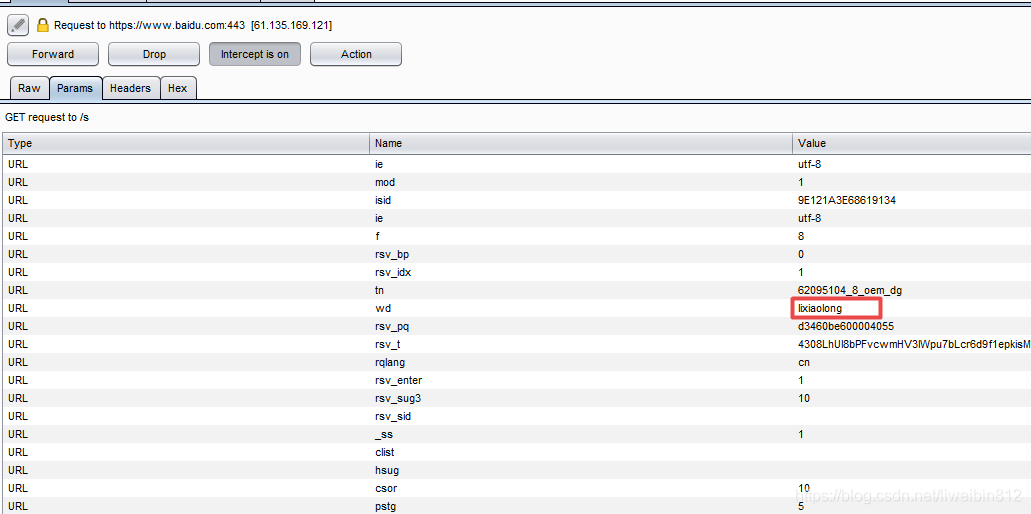 Request to https://www.baidu.com:443 [61.135.169.121]
Forward Drop Intercept is on Action
Raw Params Headers Hex
GET request to /s
Type Name Value
URL ie utf-8
URL mod 1
URL isid 9E121A3E68619134
URL ie utf-8
URL f 8
URL rsv_bp 0
URL rsv_idx 1
URL tn 62095104_8_oem_dg
URL wd lixiaolong
URL rsv_pq d3460be600004055
URL rsv_t 4308LhUl8bPFvcwmHV3lWpu7bLcr6d9f1epkisM
URL rqlang cn
URL rsv_enter 1
URL rsv_sug3 10
URL rsv_sid
URL _ss 1
URL clist
URL hsug
URL csor 10
URL pstg 5
https://blog.csdn.net/liweibin812